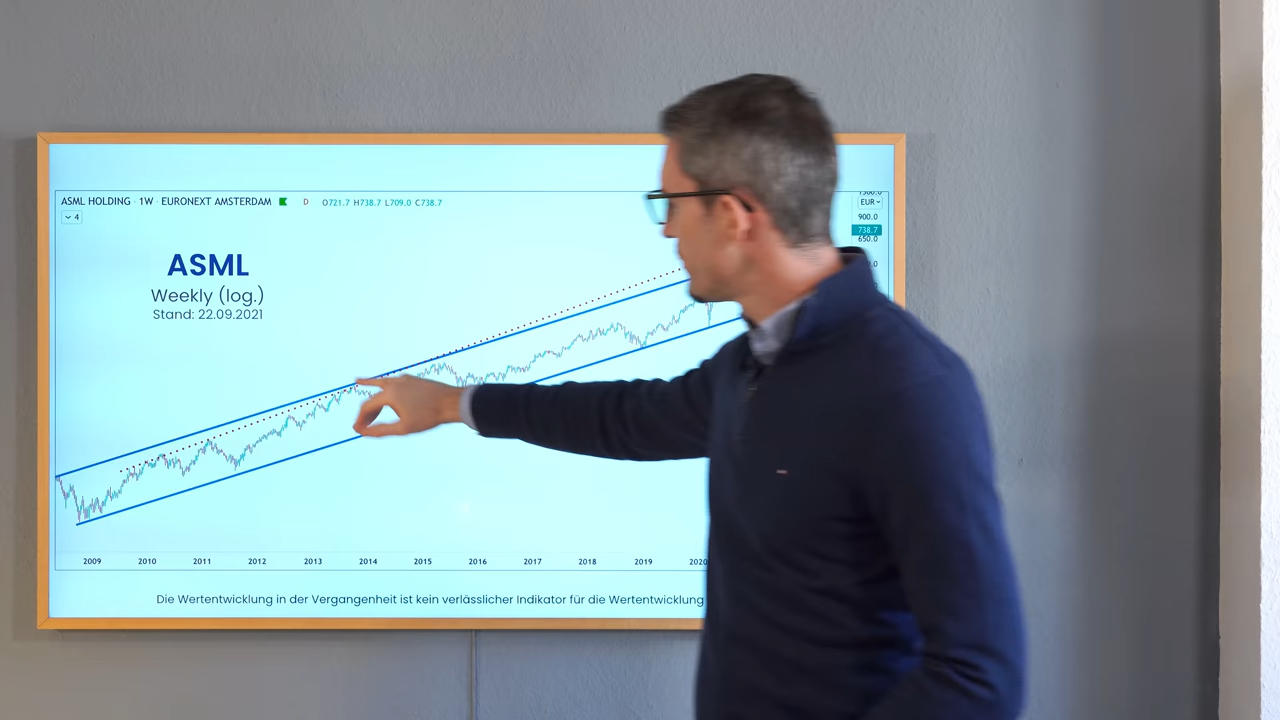 ASML HOLDING · 1W · EURONEXT AMSTERDAM D O721.7 H738.7 L709.0 C738.7
4
EUR
900.0
738.7
650.0
ASML
Weekly (log.)
Stand: 22.09.2021
2009 2010 2011 2012 2013 2014 2015 2016 2017 2018 2019 2020
Die Wertentwicklung in der Vergangenheit ist kein verlässlicher Indikator für die Wertentwicklung